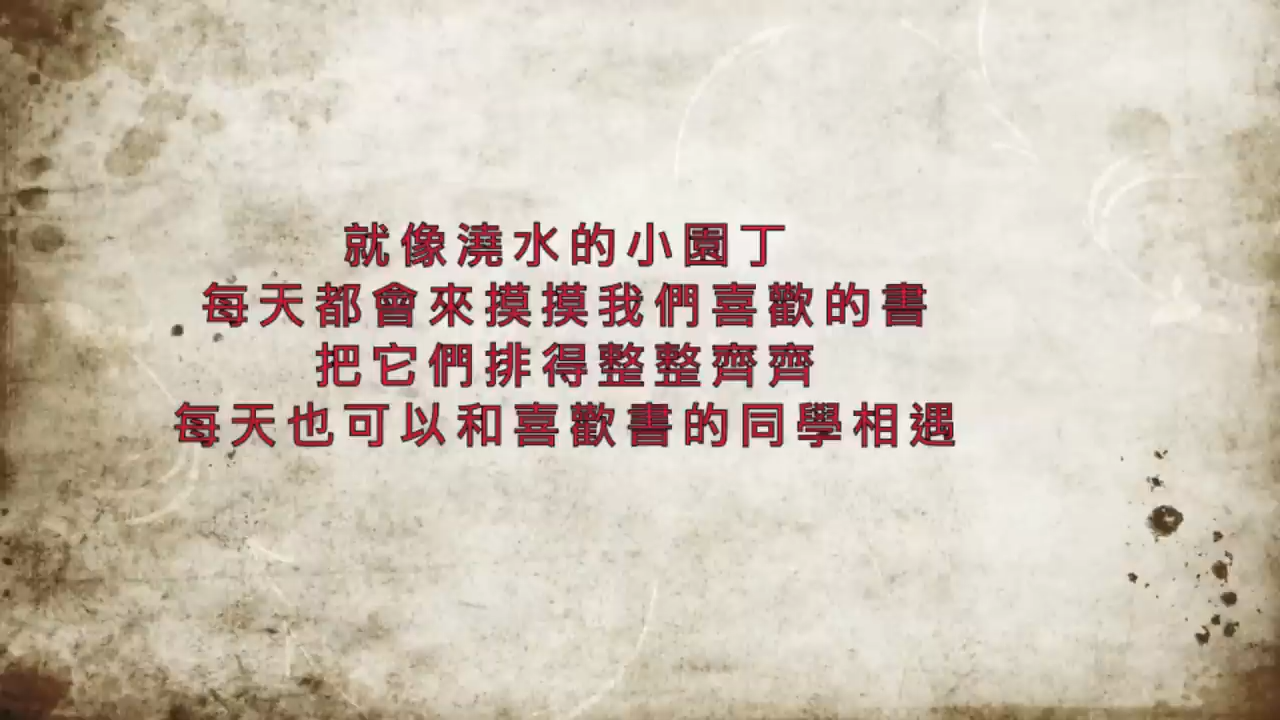 就像澆水的小園丁
每天都會來摸摸我們喜歡的書
把它們排得整整齊齊
每天也可以和喜歡書的同學相遇